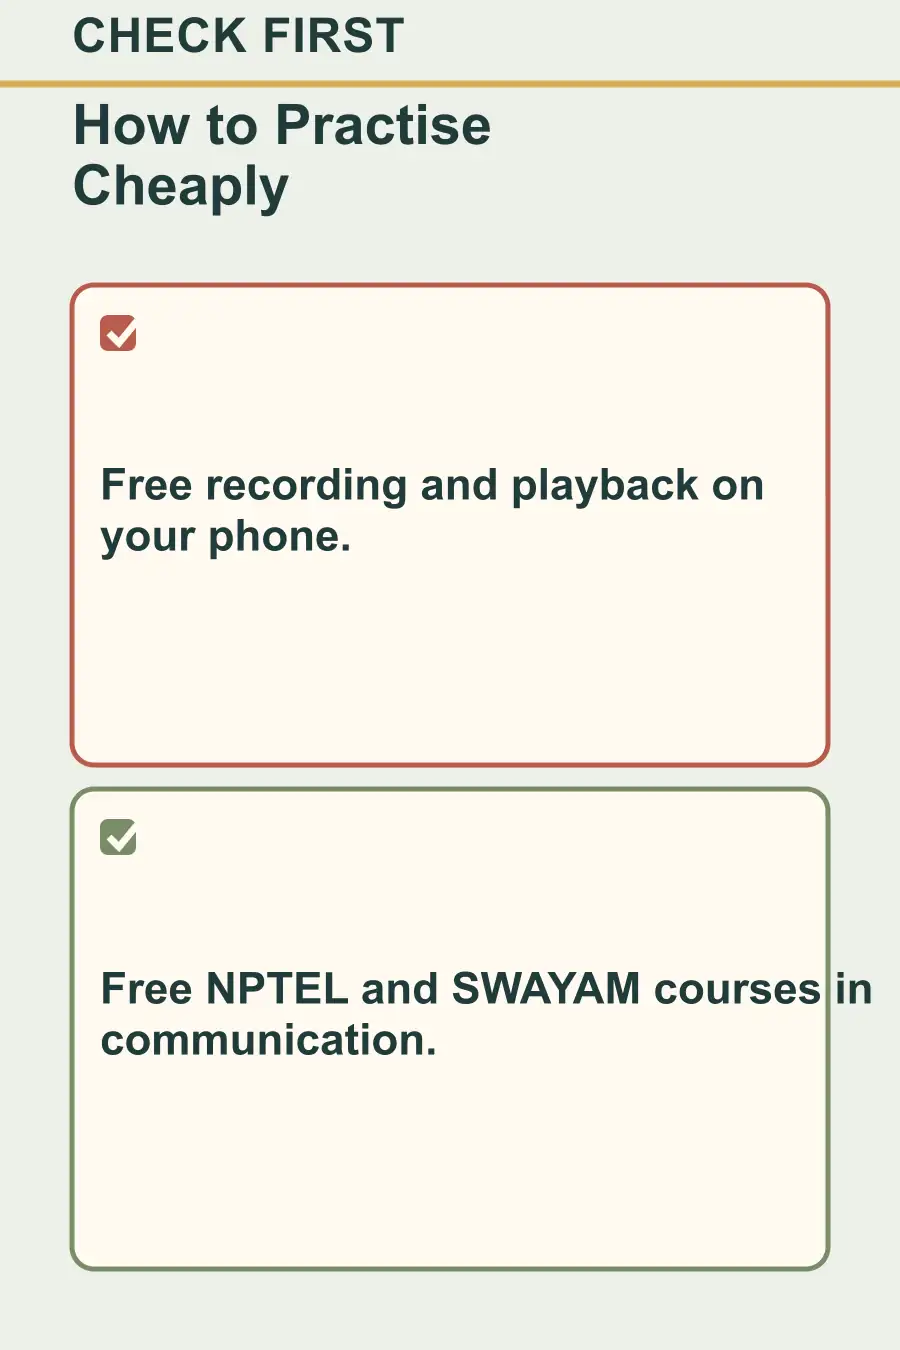 CHECK FIRST
How to Practise
Cheaply
Free recording and playback on
your phone.
Free NPTEL and SWAYAM courses in
communication.